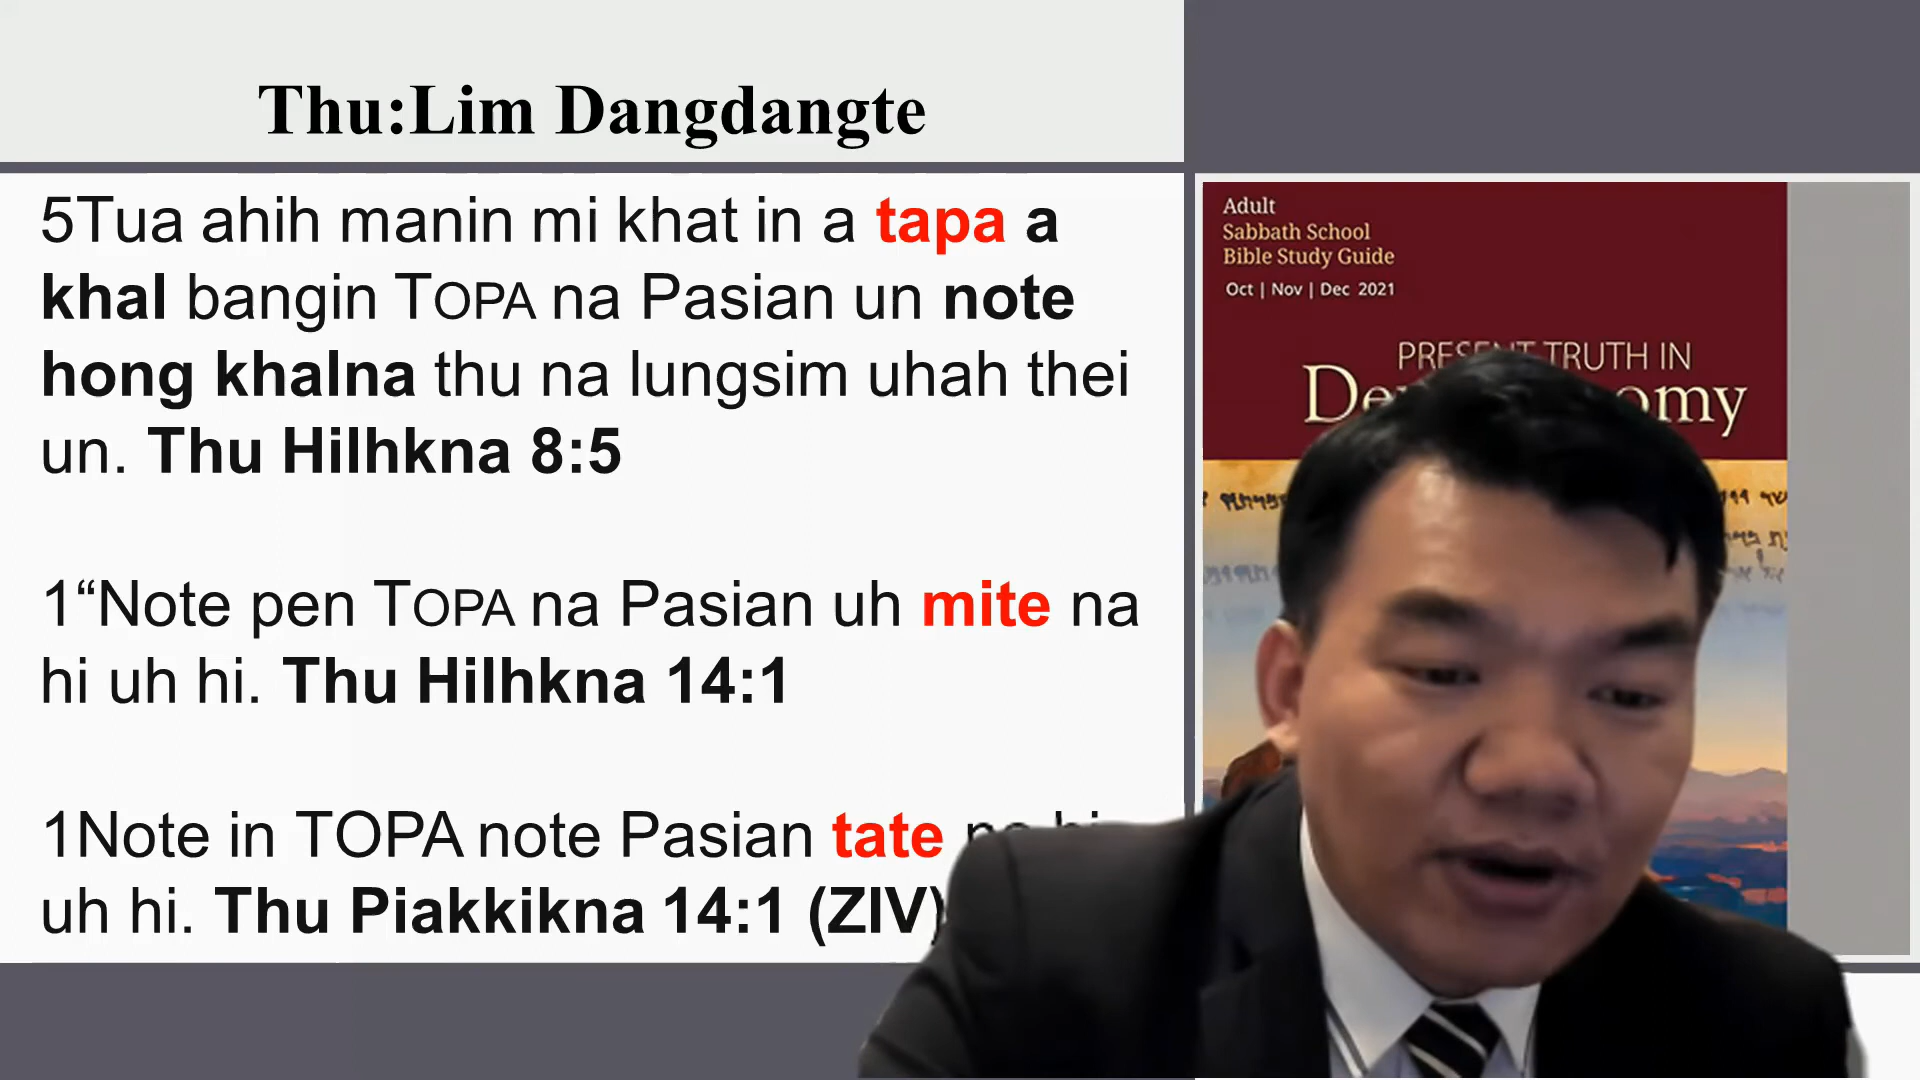 Thu:Lim Dangdangte
5Tua ahih manin mi khat in a tapa a
khal bangin TOPA na Pasian un note
hong khalna thu na lungsim uhah thei
un. Thu Hilhkna 8:5
1“Note pen TOPA na Pasian uh mite na
hi uh hi. Thu Hilhkna 14:1
1Note in TOPA note Pasian tate na hi
uh hi. Thu Piakkikna 14:1 (ZIV)
Adult
Sabbath School
Bible Study Guide
Oct | Nov | Dec 2021
PRESENT TRUTH IN